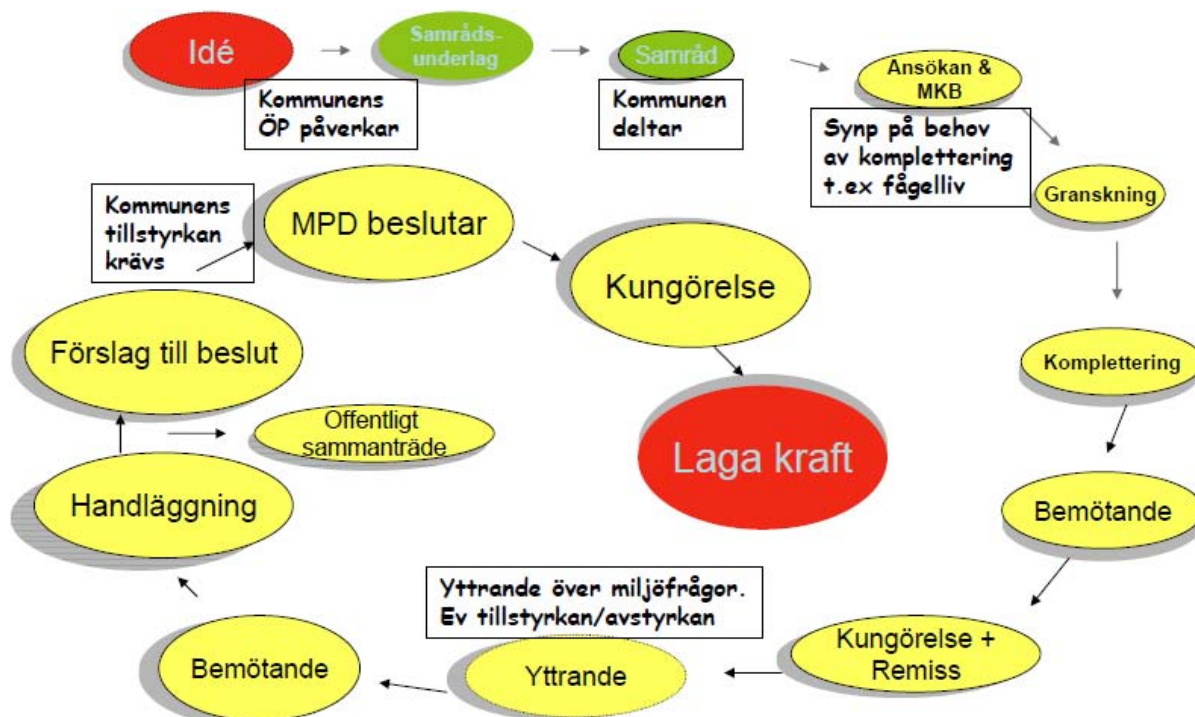 Idé
Samråds-
underlag
Samråd
Ansökan &
MKB
Kommunens
ÖP påverkar
Kommunen
deltar
Synp på behov
av komplettering
t.ex fågelliv
Granskning
Komplettering
Bemötande
Kungörelse +
Remiss
Yttrande över miljöfrågor.
Ev tillstyrkan/avstyrkan
Yttrande
Bemötande
Handläggning
Offentligt
sammanträde
Förslag till beslut
Kommunens
tillstyrkan
krävs
MPD beslutar
Kungörelse
Laga kraft